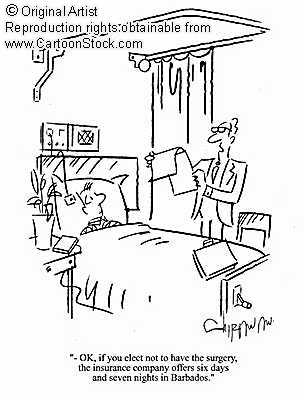 © Original Artist
Reproduction rights obtainable from
www.CartoonStock.com
"- OK, if you elect not to have the surgery,
the insurance company offers six days
and seven nights in Barbados."